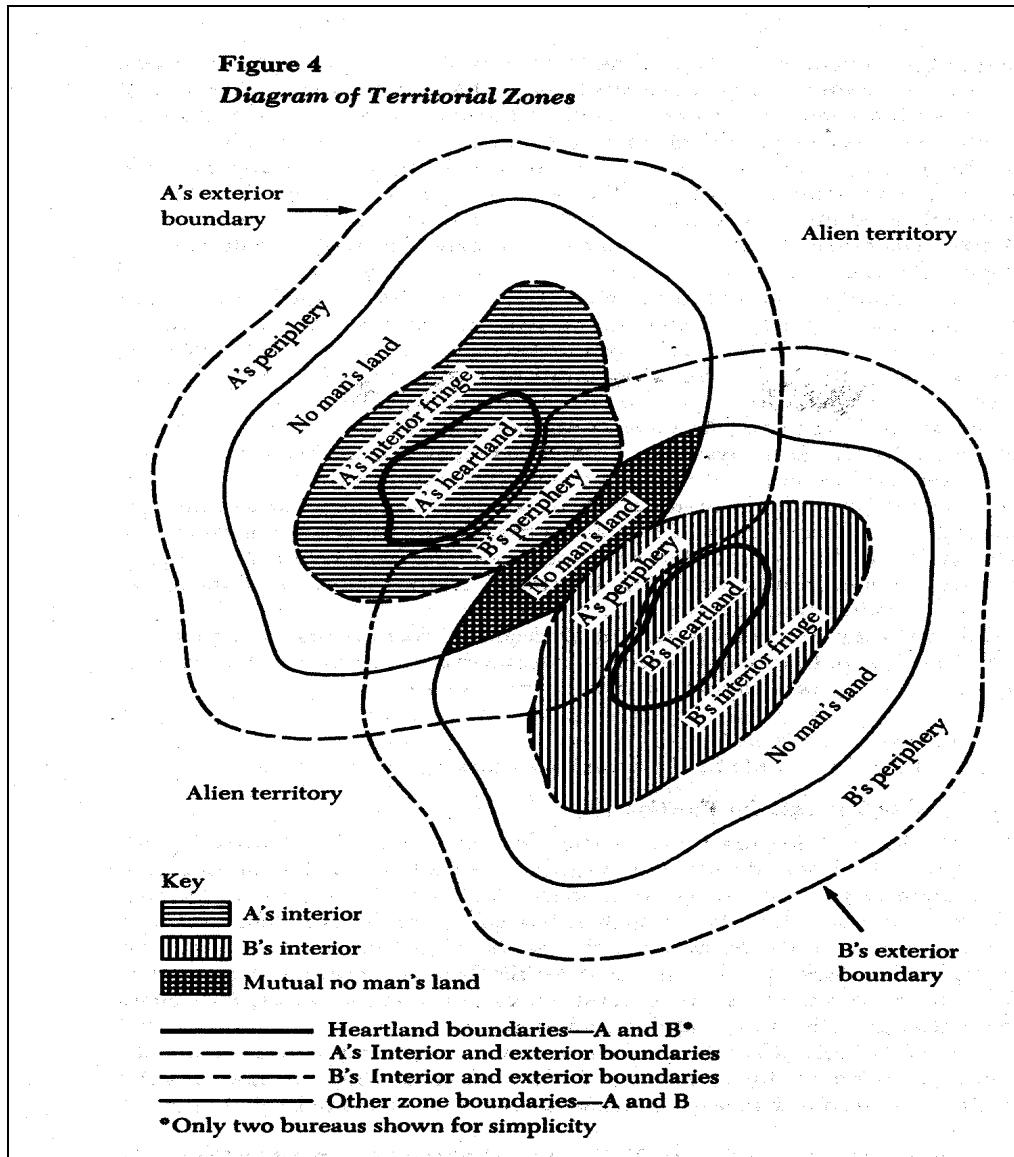 Figure 4
Diagram of Territorial Zones
A's exterior
boundary
Alien territory
A's periphery
No man's land
A's interior fringe
A's heartland
B's periphery
No man's land
A's periphery
B's heartland
B's interior fringe
No man's land
B's periphery
Alien territory
B's exterior
boundary
Key
A's interior
B's interior
Mutual no man's land
Heartland boundaries—A and B*
A's Interior and exterior boundaries
B's Interior and exterior boundaries
Other zone boundaries—A and B
*Only two bureaus shown for simplicity